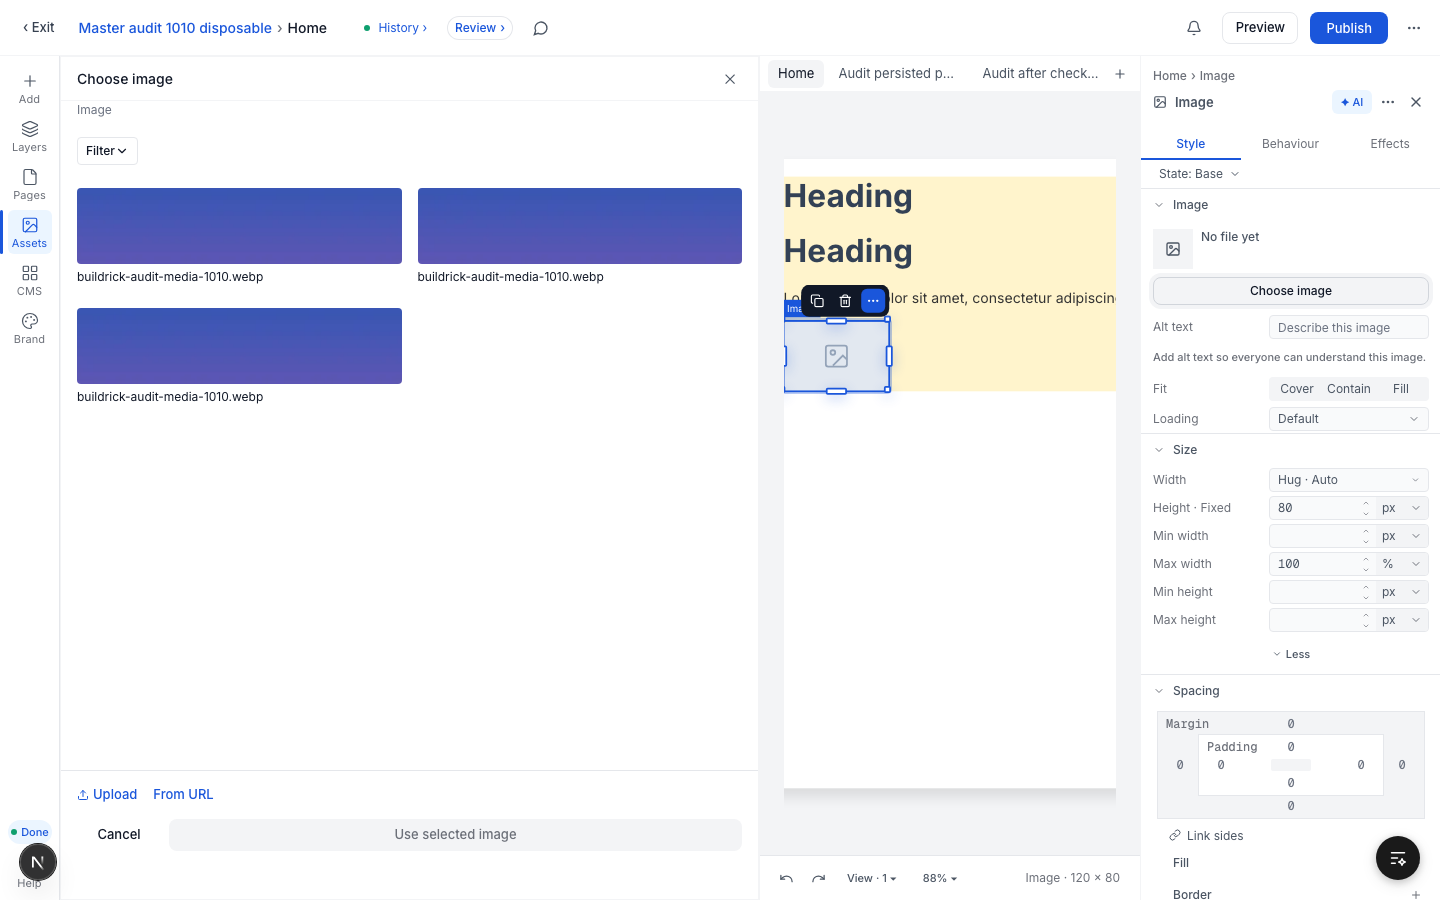 ‹ Exit
Master audit 1010 disposable › Home
History ›
Review ›
Preview
Publish
Add
Layers
Pages
Assets
CMS
Brand
Done
N
Help
Choose image
Image
Filter
buildrick-audit-media-1010.webp
buildrick-audit-media-1010.webp
buildrick-audit-media-1010.webp
Upload
From URL
Cancel
Use selected image
Home
Audit persisted p...
Audit after check...
Heading
Heading
lor sit amet, consectetur adipiscin
View · 1
88%
Image · 120 × 80
Home › Image
Image
AI
Style
Behaviour
Effects
State: Base
Image
No file yet
Choose image
Alt text
Describe this image
Add alt text so everyone can understand this image.
Fit
Cover
Contain
Fill
Loading
Default
Size
Width
Hug · Auto
Height · Fixed
80
px
Min width
px
Max width
100
%
Min height
px
Max height
px
Less
Spacing
Margin
0
Padding
0
0
0
0
0
0
0
Link sides
Fill
Border